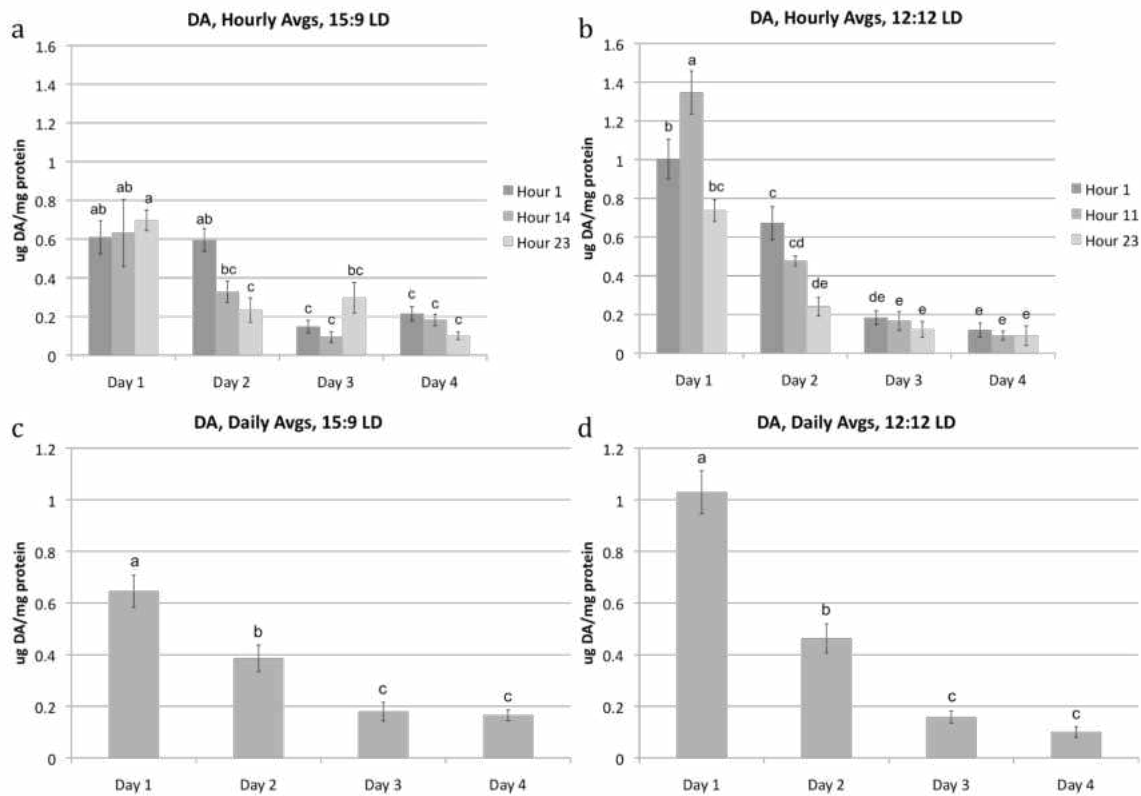 a
DA, Hourly Avgs, 15:9 LD
ug DA/mg protein
1.6
1.4
1.2
1
0.8
0.6
0.4
0.2
0
ab
ab
a
ab
bc
c
c
c
bc
c
c
c
Day 1
Day 2
Day 3
Day 4
Hour 1
Hour 14
Hour 23
b
DA, Hourly Avgs, 12:12 LD
ug DA/mg protein
1.6
1.4
1.2
1
0.8
0.6
0.4
0.2
0
b
a
bc
c
cd
de
de
e
e
e
e
e
Day 1
Day 2
Day 3
Day 4
Hour 1
Hour 11
Hour 23
c
DA, Daily Avgs, 15:9 LD
ug DA/mg protein
1.2
1
0.8
0.6
0.4
0.2
0
a
b
c
c
Day 1
Day 2
Day 3
Day 4
d
DA, Daily Avgs, 12:12 LD
ug DA/mg protein
1.2
1
0.8
0.6
0.4
0.2
0
a
b
c
c
Day 1
Day 2
Day 3
Day 4